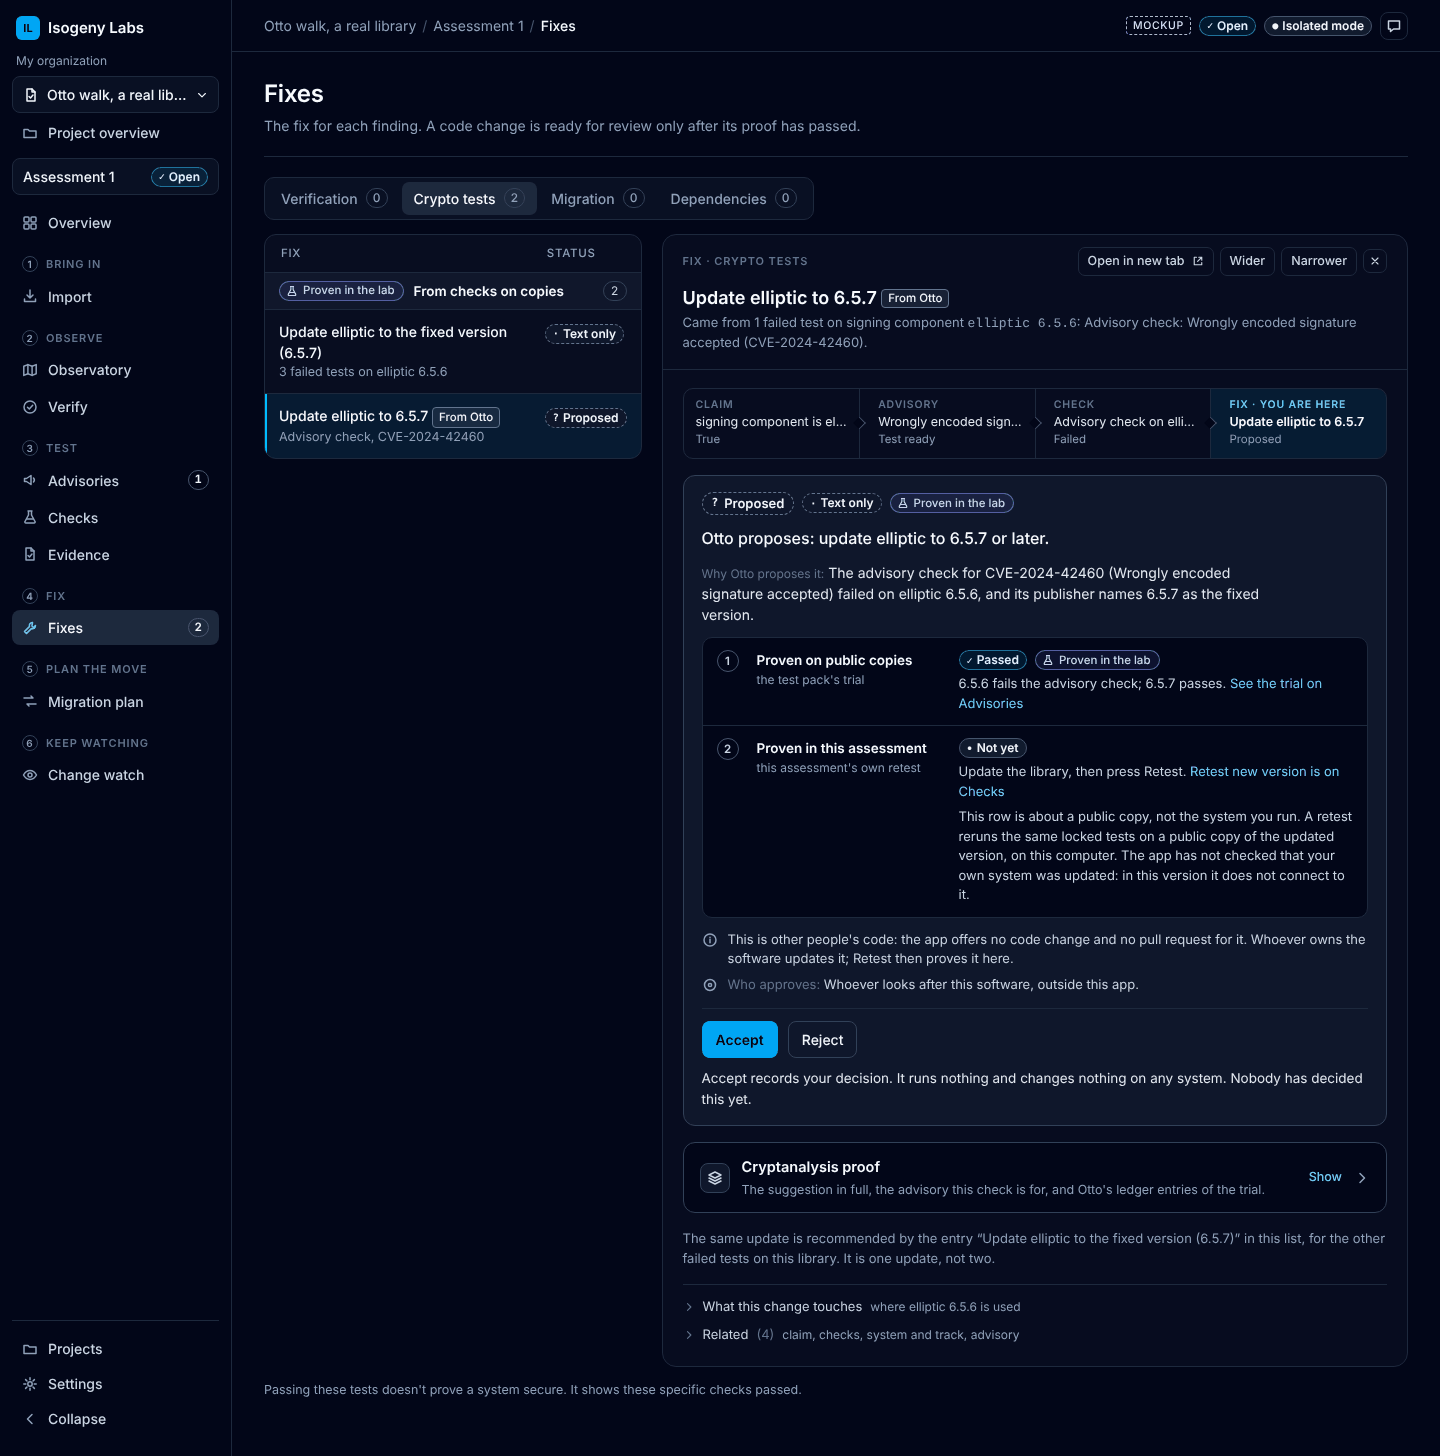 IL Isogeny Labs
My organization
Otto walk, a real lib...
Project overview
Assessment 1 ✓ Open
Overview
1 BRING IN
Import
2 OBSERVE
Observatory
Verify
3 TEST
Advisories 1
Checks
Evidence
4 FIX
Fixes 2
5 PLAN THE MOVE
Migration plan
6 KEEP WATCHING
Change watch
Projects
Settings
Collapse
Otto walk, a real library / Assessment 1 / Fixes
MOCKUP ✓ Open • Isolated mode
Fixes
The fix for each finding. A code change is ready for review only after its proof has passed.
Verification 0 Crypto tests 2 Migration 0 Dependencies 0
FIX STATUS
Proven in the lab From checks on copies 2
Update elliptic to the fixed version · Text only
(6.5.7)
3 failed tests on elliptic 6.5.6
Update elliptic to 6.5.7 From Otto ? Proposed
Advisory check, CVE-2024-42460
FIX · CRYPTO TESTS Open in new tab Wider Narrower ✕
Update elliptic to 6.5.7 From Otto
Came from 1 failed test on signing component elliptic 6.5.6: Advisory check: Wrongly encoded signature
accepted (CVE-2024-42460).
CLAIM ADVISORY CHECK FIX · YOU ARE HERE
signing component is el... Wrongly encoded sign... Advisory check on elli... Update elliptic to 6.5.7
True Test ready Failed Proposed
? Proposed · Text only Proven in the lab
Otto proposes: update elliptic to 6.5.7 or later.
Why Otto proposes it: The advisory check for CVE-2024-42460 (Wrongly encoded
signature accepted) failed on elliptic 6.5.6, and its publisher names 6.5.7 as the fixed
version.
1 Proven on public copies ✓ Passed Proven in the lab
the test pack's trial 6.5.6 fails the advisory check; 6.5.7 passes. See the trial on
Advisories
2 Proven in this assessment • Not yet
this assessment's own retest Update the library, then press Retest. Retest new version is on
Checks
This row is about a public copy, not the system you run. A retest
reruns the same locked tests on a public copy of the updated
version, on this computer. The app has not checked that your
own system was updated: in this version it does not connect to
it.
This is other people's code: the app offers no code change and no pull request for it. Whoever owns the
software updates it; Retest then proves it here.
Who approves: Whoever looks after this software, outside this app.
Accept Reject
Accept records your decision. It runs nothing and changes nothing on any system. Nobody has decided
this yet.
Cryptanalysis proof
The suggestion in full, the advisory this check is for, and Otto's ledger entries of the trial. Show
The same update is recommended by the entry “Update elliptic to the fixed version (6.5.7)” in this list, for the other
failed tests on this library. It is one update, not two.
What this change touches where elliptic 6.5.6 is used
Related (4) claim, checks, system and track, advisory
Passing these tests doesn't prove a system secure. It shows these specific checks passed.